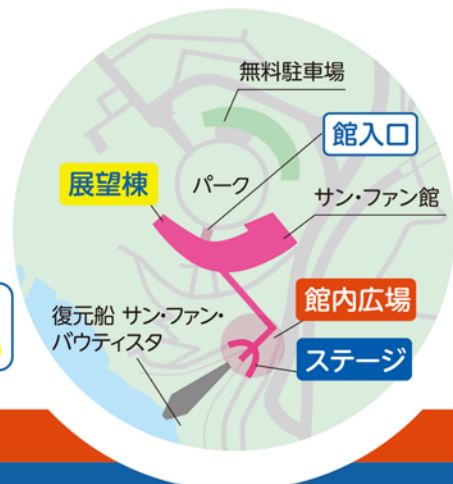 無料駐車場
館入口
展望棟
パーク
サン・ファン館
館内広場
復元船 サン・ファン・
バウティスタ
ステージ